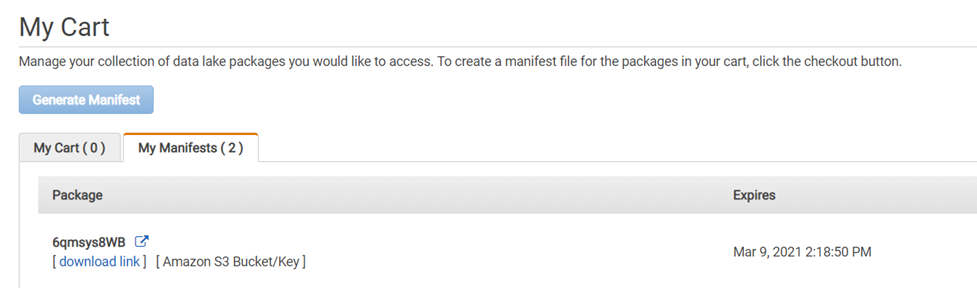 My Cart
Manage your collection of data lake packages you would like to access. To create a manifest file for the packages in your cart, click the checkout button.
Generate Manifest
My Cart ( 0 ) My Manifests ( 2 )
Package Expires
6qmsys8WB
[ download link ] [ Amazon S3 Bucket/Key ] Mar 9, 2021 2:18:50 PM